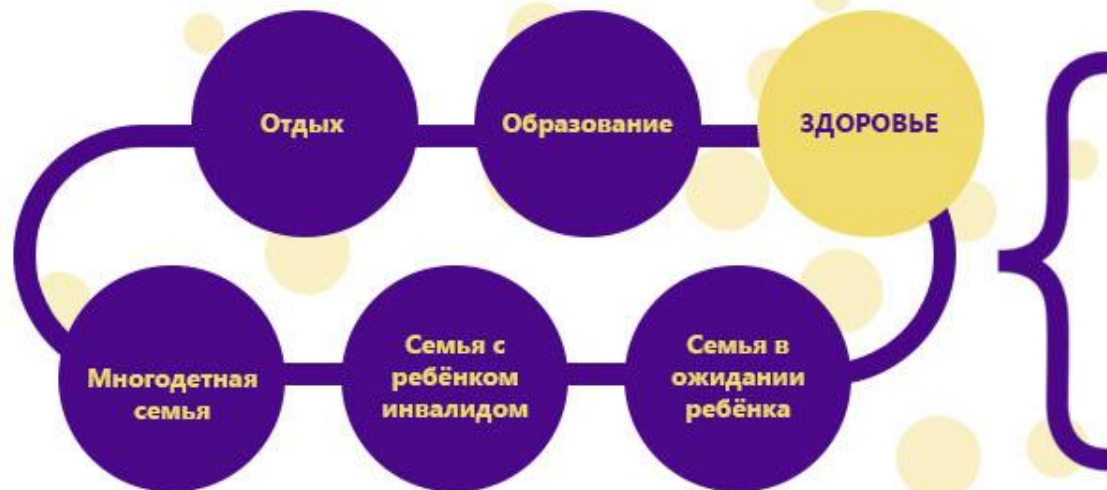 Отдых
Образование
ЗДОРОВЬЕ
Многодетная
семья
Семья с
ребёнком
инвалидом
Семья в
ожидании
ребёнка